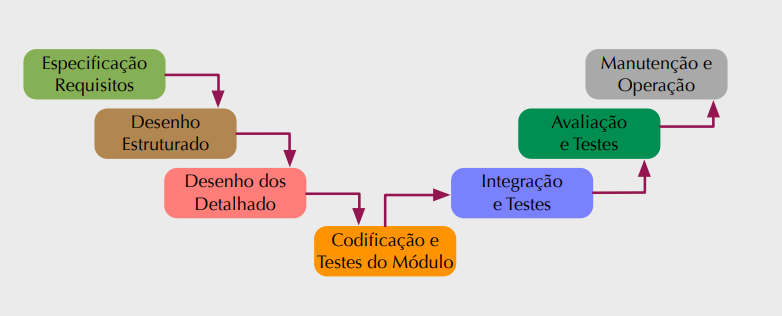 Especificação
Requisitos
Desenho
Estruturado
Desenho dos
Detalhado
Codificação e
Testes do Módulo
Integração
e Testes
Avaliação
e Testes
Manutenção e
Operação